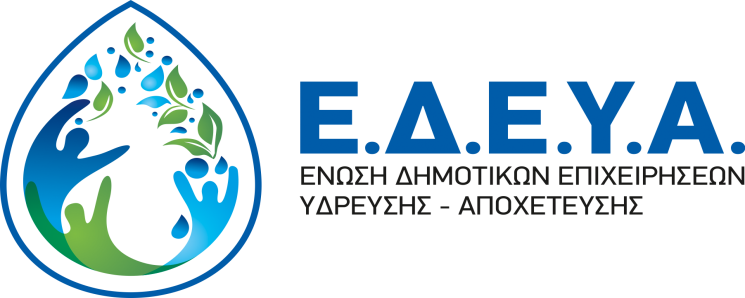 Ε.Δ.Ε.Υ.Α.
ΕΝΩΣΗ ΔΗΜΟΤΙΚΩΝ ΕΠΙΧΕΙΡΗΣΕΩΝ
ΥΔΡΕΥΣΗΣ - ΑΠΟΧΕΤΕΥΣΗΣ